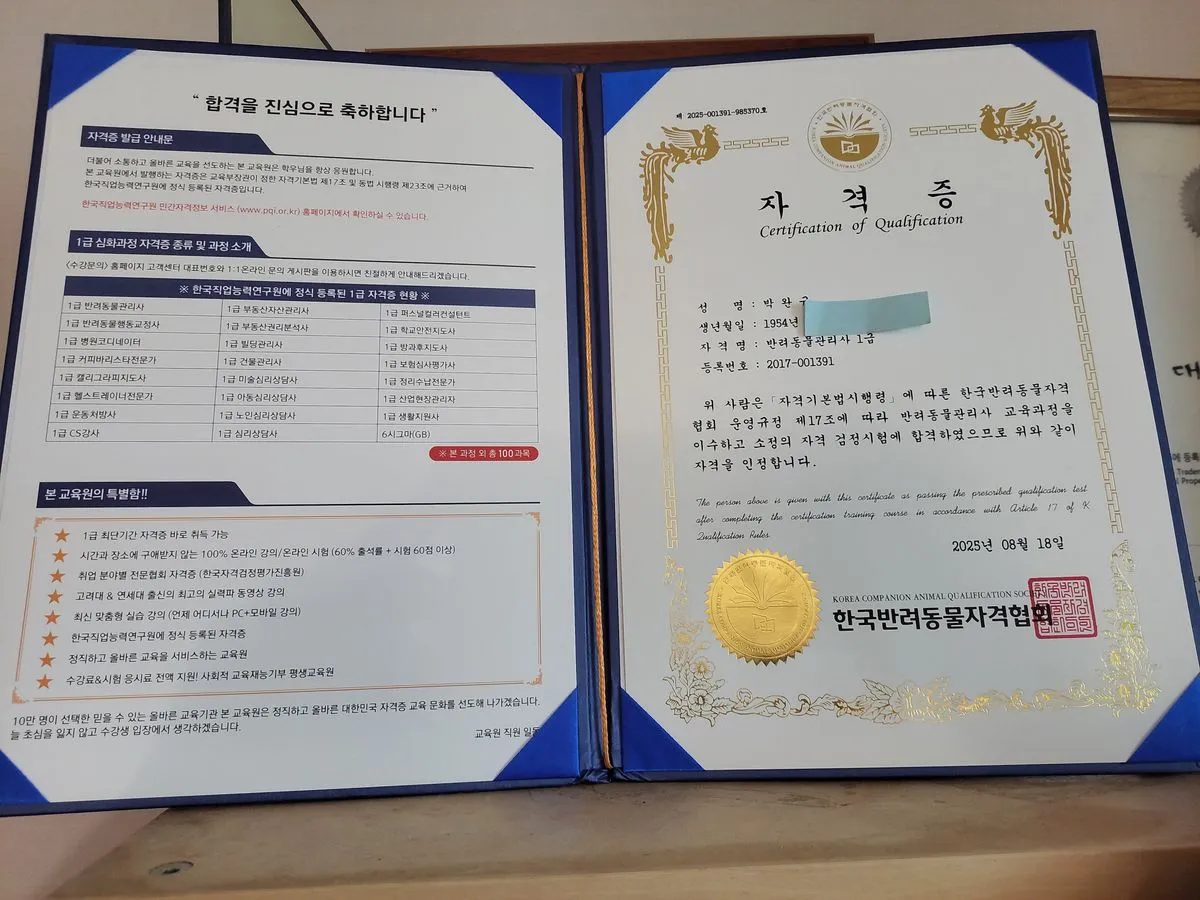 “ 합격을 진심으로 축하합니다 ”
자격증 발급 안내문
더불어 소통하고 올바른 교육을 선도하는 본 교육원은 학우님을 항상 응원합니다.
본 교육원에서 발행하는 자격증은 교육부장관이 정한 자격기본법 제17조 및 동법 시행령 제23조에 근거하여
한국직업능력연구원에 정식 등록된 자격증입니다.
한국직업능력연구원 민간자격정보 서비스 (www.pqi.or.kr) 홈페이지에서 확인하실 수 있습니다.
1급 심화과정 자격증 종류 및 과정 소개
<수강문의> 홈페이지 고객센터 대표번호와 1:1온라인 문의 게시판을 이용하시면 친절하게 안내해드리겠습니다.
※ 한국직업능력연구원에 정식 등록된 1급 자격증 현황 ※
1급 반려동물관리사 1급 부동산자산관리사 1급 퍼스널컬러컨설턴트
1급 반려동물행동교정사 1급 부동산권리분석사 1급 학교안전지도사
1급 병원코디네이터 1급 빌딩관리사 1급 방과후지도사
1급 커피바리스타전문가 1급 건물관리사 1급 보험심사평가사
1급 캘리그라피지도사 1급 미술심리상담사 1급 정리수납전문가
1급 헬스트레이너전문가 1급 아동심리상담사 1급 산업현장관리자
1급 운동처방사 1급 노인심리상담사 1급 생활지원사
1급 CS강사 1급 심리상담사 6시그마(GB)
※ 본 과정 외 총 100과목
본 교육원의 특별함!!
★ 1급 최단기간 자격증 바로 취득 가능
★ 시간과 장소에 구애받지 않는 100% 온라인 강의/온라인 시험 (60% 출석률 + 시험 60점 이상)
★ 취업 분야별 전문협회 자격증 (한국자격검정평가진흥원)
★ 고려대 & 연세대 출신의 최고의 실력파 동영상 강의
★ 최신 맞춤형 실습 강의 (언제 어디서나 PC+모바일 강의)
★ 한국직업능력연구원에 정식 등록된 자격증
★ 정직하고 올바른 교육을 서비스하는 교육원
★ 수강료&시험 응시료 전액 지원! 사회적 교육재능기부 평생교육원
10만 명이 선택한 믿을 수 있는 올바른 교육기관 본 교육원은 정직하고 올바른 대한민국 자격증 교육 문화를 선도해 나가겠습니다.
늘 초심을 잃지 않고 수강생 입장에서 생각하겠습니다.
교육원 직원 일동
제 2025-001391-985370호
자 격 증
Certification of Qualification
성 명 : 박완
생년월일 : 1954년
자 격 명 : 반려동물관리사 1급
등록번호 : 2017-001391
위 사람은「자격기본법시행령」에 따른 한국반려동물자격
협회 운영규정 제17조에 따라 반려동물관리사 교육과정을
이수하고 소정의 자격 검정시험에 합격하였으므로 위와 같이
자격을 인정합니다.
The person above is given with this certificate as passing the prescribed qualification test
after completing the certification training course in accordance with Article 17 of K
Qualification Rules.
2025년 08월 18일
KOREA COMPANION ANIMAL QUALIFICATION SOCIETY
한국반려동물자격협회
대
에 등록
Tradem